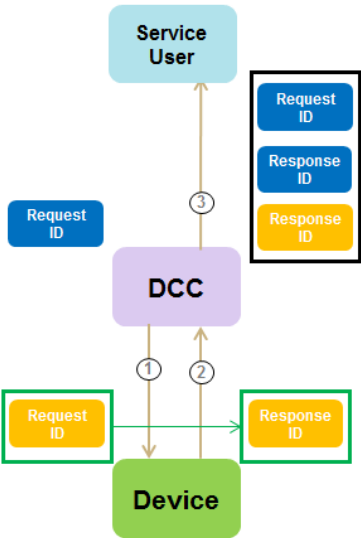 Service
User
Request
ID
Response
ID
Response
ID
3
Request
ID
DCC
1
2
Request
ID
Response
ID
Device